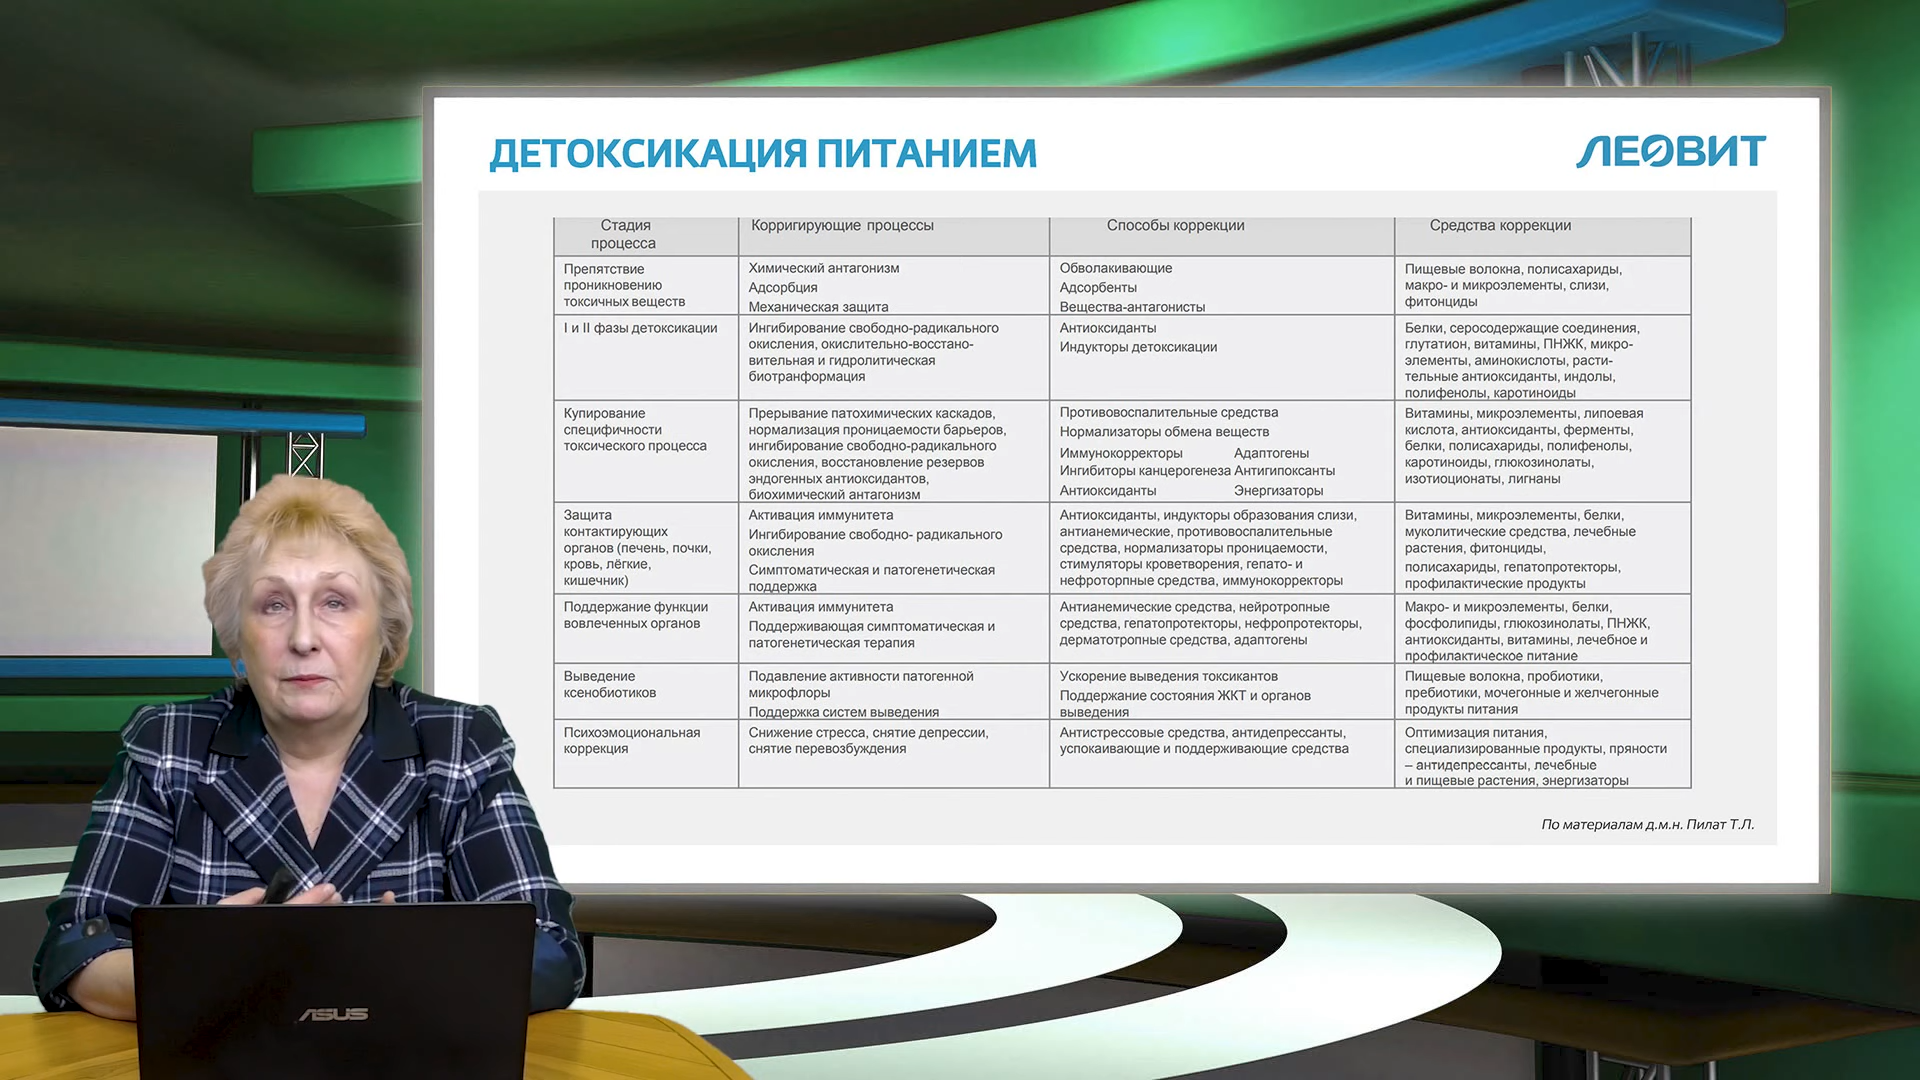 ДЕТОКСИКАЦИЯ ПИТАНИЕМ
ЛЕОВИТ
Стадия
процесса
Корригирующие процессы
Способы коррекции
Средства коррекции
Препятствие
проникновению
токсичных веществ
Химический антагонизм
Адсорбция
Механическая защита
Обволакивающие
Адсорбенты
Вещества-антагонисты
Пищевые волокна, полисахариды,
макро- и микроэлементы, слизи,
фитонциды
I и II фазы детоксикации
Ингибирование свободно-радикального
окисления, окислительно-восстано-
вительная и гидролитическая
биотранформация
Антиоксиданты
Индукторы детоксикации
Белки, серосодержащие соединения,
глутатион, витамины, ПНЖК, микро-
элементы, аминокислоты, расти-
тельные антиоксиданты, индолы,
полифенолы, каротиноиды
Купирование
специфичности
токсического процесса
Прерывание патохимических каскадов,
нормализация проницаемости барьеров,
ингибирование свободно-радикального
окисления, восстановление резервов
эндогенных антиоксидантов,
биохимический антагонизм
Противовоспалительные средства
Нормализаторы обмена веществ
Иммунокорректоры Адаптогены
Ингибиторы канцерогенеза Антигипоксанты
Антиоксиданты Энергизаторы
Витамины, микроэлементы, липоевая
кислота, антиоксиданты, ферменты,
белки, полисахариды, полифенолы,
каротиноиды, глюкозинолаты,
изотиоционаты, лигнаны
Защита
контактирующих
органов (печень, почки,
кровь, лёгкие,
кишечник)
Активация иммунитета
Ингибирование свободно- радикального
окисления
Симптоматическая и патогенетическая
поддержка
Антиоксиданты, индукторы образования слизи,
антианемические, противовоспалительные
средства, нормализаторы проницаемости,
стимуляторы кроветворения, гепато- и
нефроторпные средства, иммунокорректоры
Витамины, микроэлементы, белки,
муколитические средства, лечебные
растения, фитонциды,
полисахариды, гепатопротекторы,
профилактические продукты
Поддержание функции
вовлеченных органов
Активация иммунитета
Поддерживающая симптоматическая и
патогенетическая терапия
Антианемические средства, нейротропные
средства, гепатопротекторы, нефропротекторы,
дерматотропные средства, адаптогены
Макро- и микроэлементы, белки,
фосфолипиды, глюкозинолаты, ПНЖК,
антиоксиданты, витамины, лечебное и
профилактическое питание
Выведение
ксенобиотиков
Подавление активности патогенной
микрофлоры
Поддержка систем выведения
Ускорение выведения токсикантов
Поддержание состояния ЖКТ и органов
выведения
Пищевые волокна, пробиотики,
пребиотики, мочегонные и желчегонные
продукты питания
Психоэмоциональная
коррекция
Снижение стресса, снятие депрессии,
снятие перевозбуждения
Антистрессовые средства, антидепрессанты,
успокаивающие и поддерживающие средства
Оптимизация питания,
специализированные продукты, пряности
– антидепрессанты, лечебные
и пищевые растения, энергизаторы
По материалам д.м.н. Пилат Т.Л.
ASUS